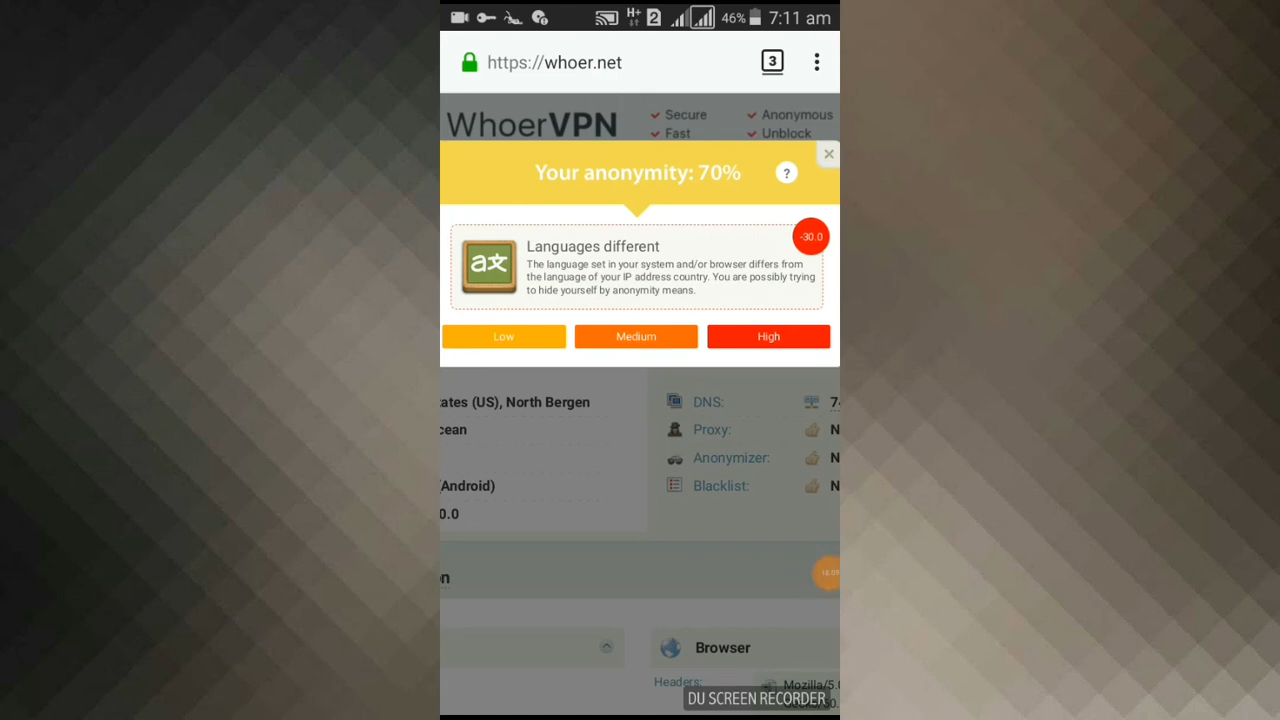 46% 7:11 am
https://whoer.net
3
WhoerVPN
Secure
Anonymous
Fast
Unblock
Your anonymity: 70%
?
-30.0
Languages different
The language set in your system and/or browser differs from
the language of your IP address country. You are possibly trying
to hide yourself by anonymity means.
Low
Medium
High
ates (US), North Bergen
cean
(Android)
0.0
DNS:
7
Proxy:
N
Anonymizer:
N
Blacklist:
N
on
Browser
Headers:
Mozilla/5.0
DU SCREEN RECORDER